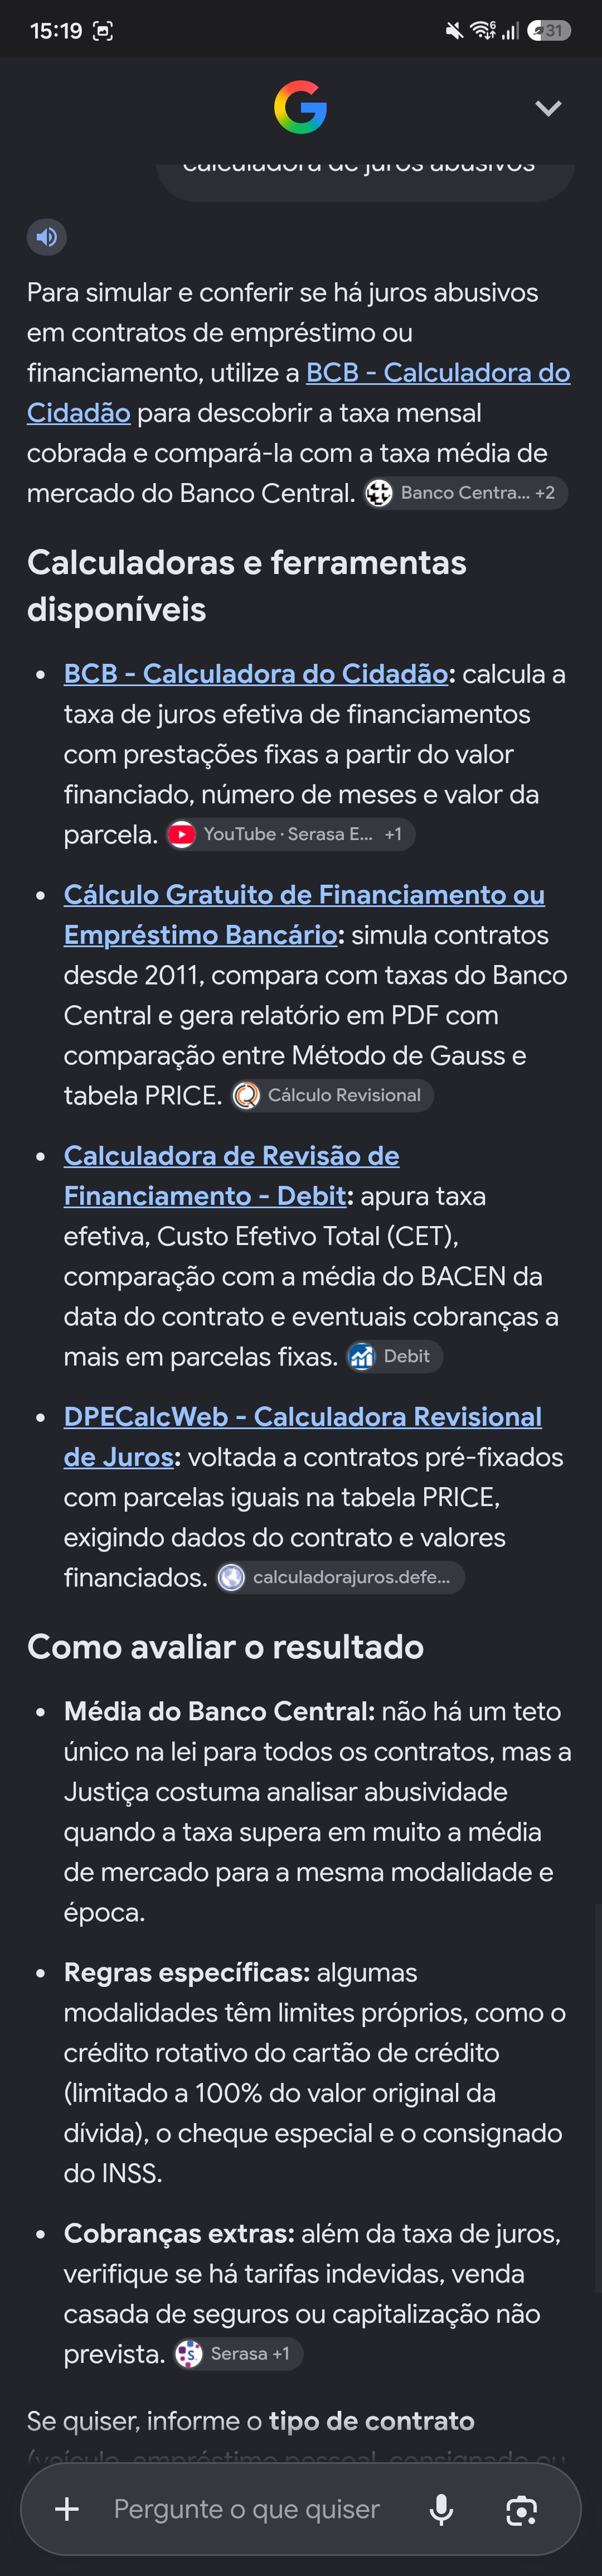 15:19
6
31
calculadora de juros abusivos
Para simular e conferir se há juros abusivos
em contratos de empréstimo ou
financiamento, utilize a BCB - Calculadora do
Cidadão para descobrir a taxa mensal
cobrada e compará-la com a taxa média de
mercado do Banco Central. Banco Centra... +2
Calculadoras e ferramentas
disponíveis
• BCB - Calculadora do Cidadão: calcula a
taxa de juros efetiva de financiamentos
com prestações fixas a partir do valor
financiado, número de meses e valor da
parcela. YouTube · Serasa E... +1
• Cálculo Gratuito de Financiamento ou
Empréstimo Bancário: simula contratos
desde 2011, compara com taxas do Banco
Central e gera relatório em PDF com
comparação entre Método de Gauss e
tabela PRICE. Cálculo Revisional
• Calculadora de Revisão de
Financiamento - Debit: apura taxa
efetiva, Custo Efetivo Total (CET),
comparação com a média do BACEN da
data do contrato e eventuais cobranças a
mais em parcelas fixas. Debit
• DPECalcWeb - Calculadora Revisional
de Juros: voltada a contratos pré-fixados
com parcelas iguais na tabela PRICE,
exigindo dados do contrato e valores
financiados. calculadorajuros.defe...
Como avaliar o resultado
• Média do Banco Central: não há um teto
único na lei para todos os contratos, mas a
Justiça costuma analisar abusividade
quando a taxa supera em muito a média
de mercado para a mesma modalidade e
época.
• Regras específicas: algumas
modalidades têm limites próprios, como o
crédito rotativo do cartão de crédito
(limitado a 100% do valor original da
dívida), o cheque especial e o consignado
do INSS.
• Cobranças extras: além da taxa de juros,
verifique se há tarifas indevidas, venda
casada de seguros ou capitalização não
prevista. Serasa +1
Se quiser, informe o tipo de contrato
(veículo, empréstimo pessoal, consignado ou
Pergunte o que quiser